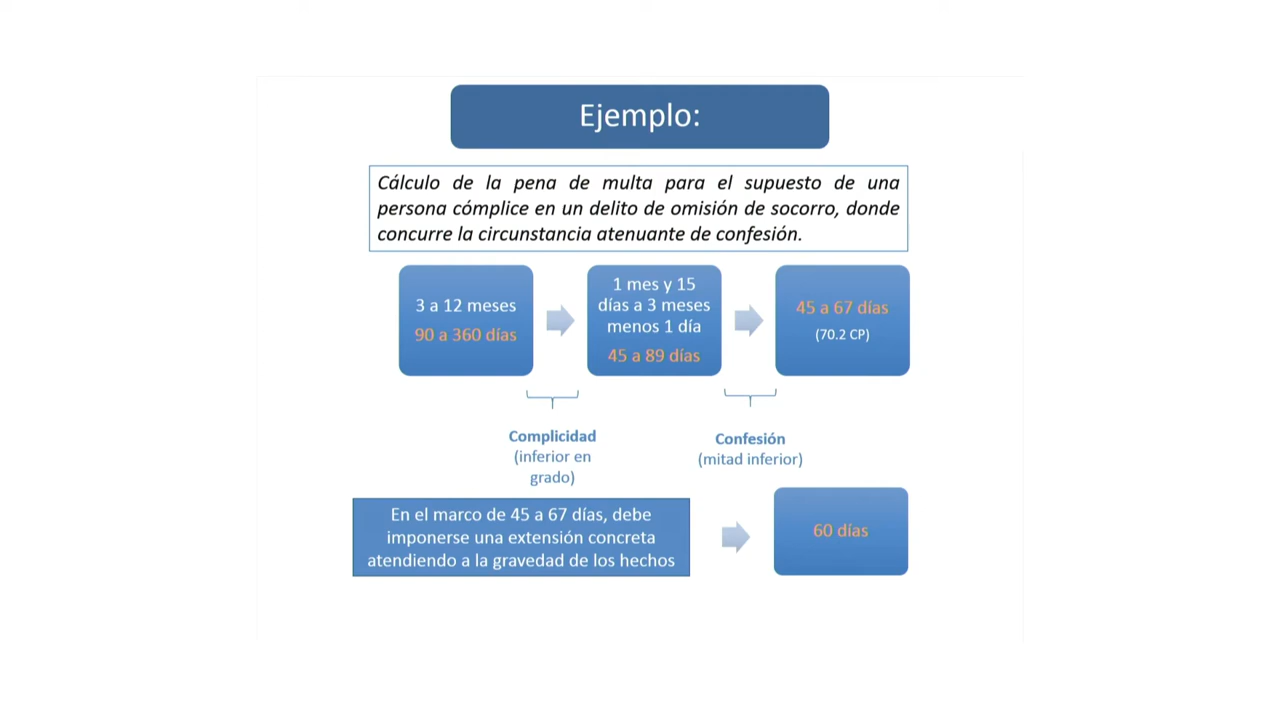 Ejemplo:
Cálculo de la pena de multa para el supuesto de una
persona cómplice en un delito de omisión de socorro, donde
concurre la circunstancia atenuante de confesión.
3 a 12 meses
90 a 360 días
1 mes y 15
días a 3 meses
menos 1 día
45 a 89 días
45 a 67 días
(70.2 CP)
Complicidad
(inferior en
grado)
Confesión
(mitad inferior)
En el marco de 45 a 67 días, debe
imponerse una extensión concreta
atendiendo a la gravedad de los hechos
60 días